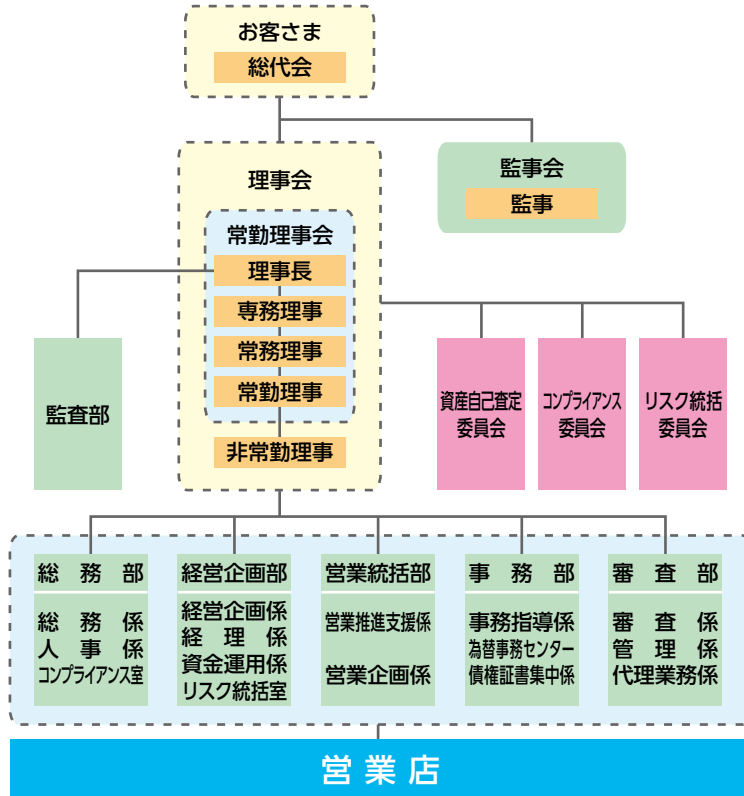 お客さま
総代会
監事会
監事
理事会
常勤理事会
理事長
専務理事
常務理事
常勤理事
非常勤理事
監査部
資産自己査定
委員会
コンプライアンス
委員会
リスク統括
委員会
総務部
総務係
人事係
コンプライアンス室
経営企画部
経営企画係
経理係
資金運用係
リスク統括室
営業統括部
営業推進支援係
営業企画係
事務部
事務指導係
為替事務センター
債権証書集中係
審査部
審査係
管理係
代理業務係
営業店